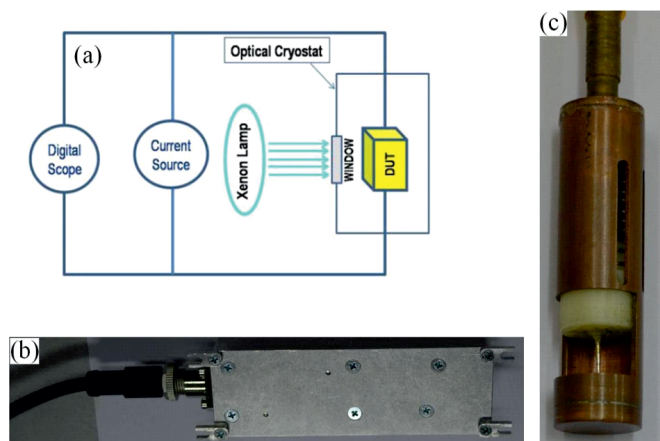 (a)
Optical Cryostat
Digital
Scope
Current
Source
Xenon Lamp
WINDOW
DUT
(b)
(c)